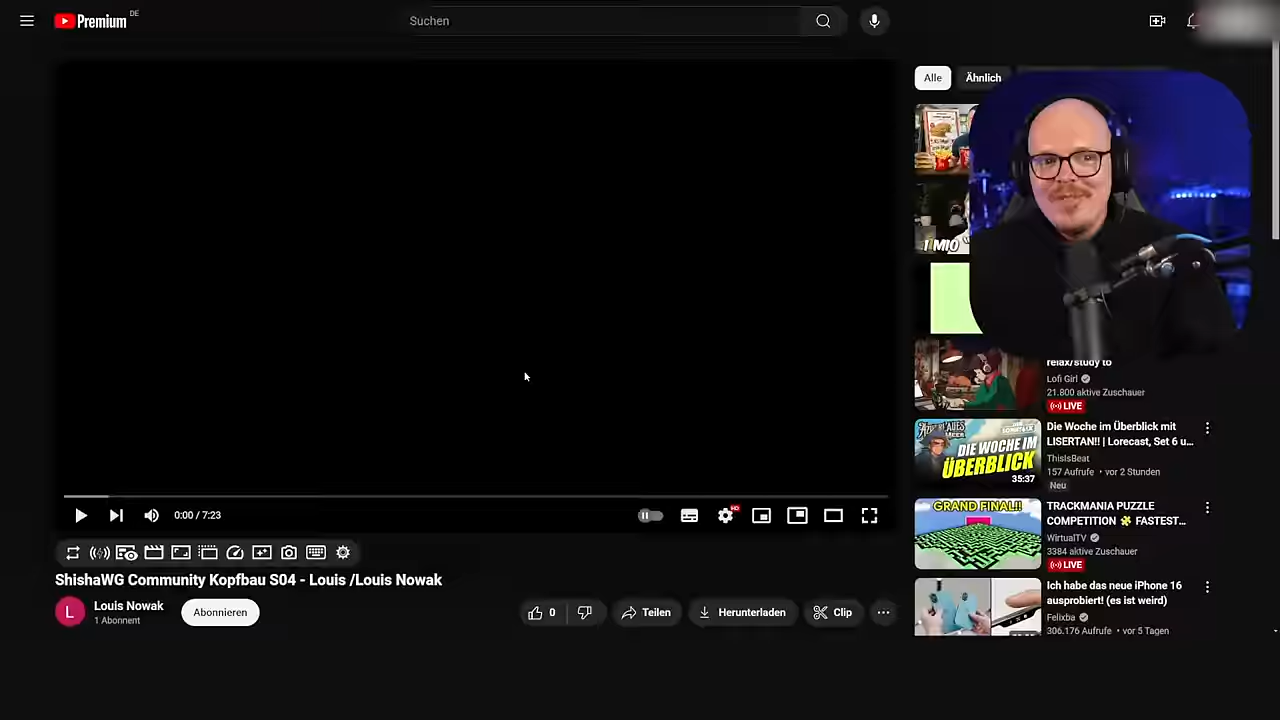 Premium DE
Suchen
Alle
Ähnlich
1 MIO
relax/study to
Lofi Girl
21.800 aktive Zuschauer
LIVE
DIE WOCHE IM
ÜBERBLICK
35:37
Die Woche im Überblick mit
LISERTAN!! | Lorecast, Set 6 u...
ThisIsBeat
157 Aufrufe • vor 2 Stunden
Neu
0:00 / 7:23
HD
GRAND FINAL!!
TRACKMANIA PUZZLE
COMPETITION 🧩 FASTEST...
WirtualTV
3384 aktive Zuschauer
LIVE
ShishaWG Community Kopfbau S04 - Louis /Louis Nowak
L
Louis Nowak
1 Abonnent
Abonnieren
0
Teilen
Herunterladen
Clip
Ich habe das neue iPhone 16
ausprobiert! (es ist weird)
Felixba
306.176 Aufrufe • vor 5 Tagen